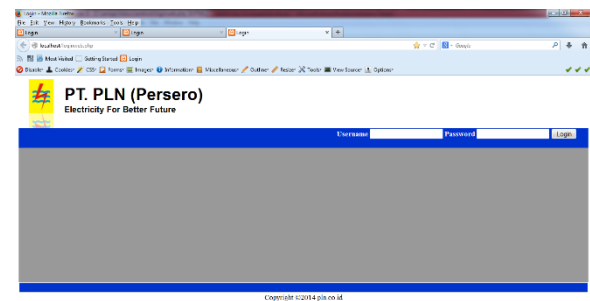 Login - Mozilla Firefox
File Edit View History Bookmarks Tools Help
Login Login Login
localhost
Google
Most Visited Getting Started Login
Disable Cookies CSS Forms Images Information Miscellaneous Outline Resize Tools View Source Options
PT. PLN (Persero)
Electricity For Better Future
Username Password Login
Copyright ©2014 pln.co.id